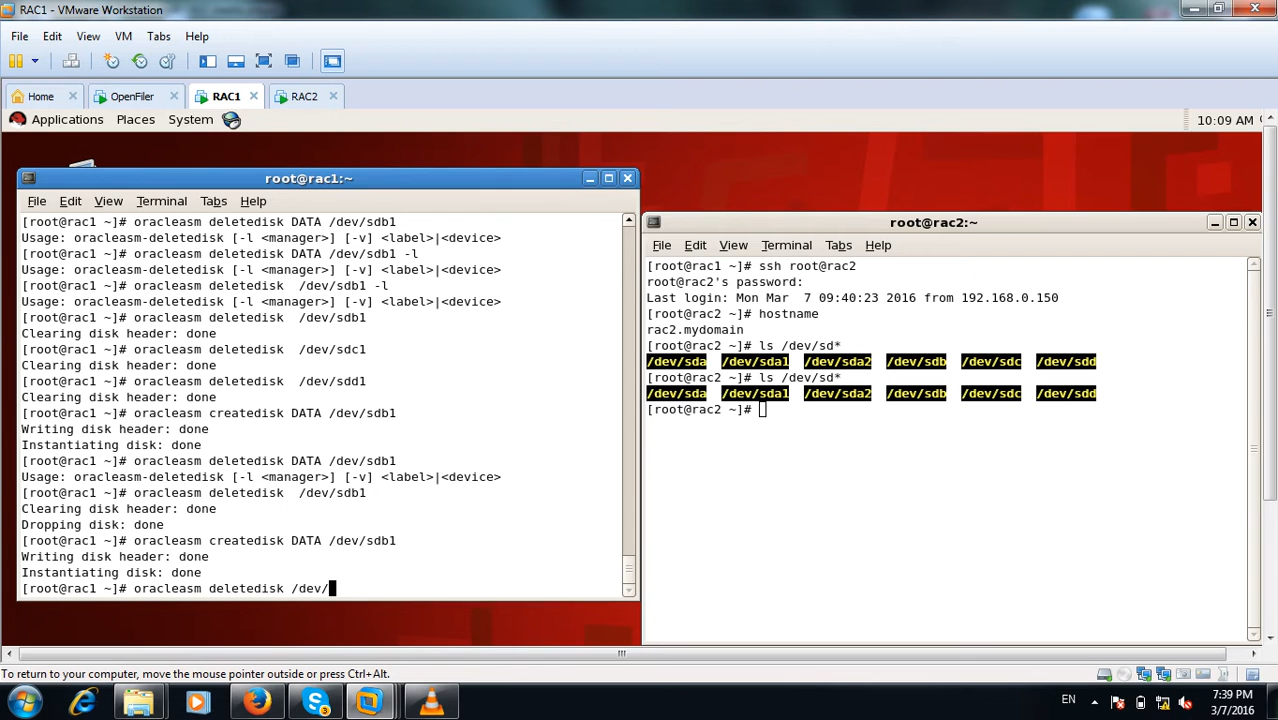 RAC1 - VMware Workstation
File Edit View VM Tabs Help
Home OpenFiler RAC1 RAC2
Applications Places System 10:09 AM
root@rac1:~
File Edit View Terminal Tabs Help
[root@rac1 ~]# oracleasm deletedisk DATA /dev/sdb1
Usage: oracleasm-deletedisk [-l <manager>] [-v] <label>|<device>
[root@rac1 ~]# oracleasm deletedisk DATA /dev/sdb1 -l
Usage: oracleasm-deletedisk [-l <manager>] [-v] <label>|<device>
[root@rac1 ~]# oracleasm deletedisk  /dev/sdb1 -l
Usage: oracleasm-deletedisk [-l <manager>] [-v] <label>|<device>
[root@rac1 ~]# oracleasm deletedisk  /dev/sdb1
Clearing disk header: done
[root@rac1 ~]# oracleasm deletedisk  /dev/sdc1
Clearing disk header: done
[root@rac1 ~]# oracleasm deletedisk  /dev/sdd1
Clearing disk header: done
[root@rac1 ~]# oracleasm createdisk DATA /dev/sdb1
Writing disk header: done
Instantiating disk: done
[root@rac1 ~]# oracleasm deletedisk DATA /dev/sdb1
Usage: oracleasm-deletedisk [-l <manager>] [-v] <label>|<device>
[root@rac1 ~]# oracleasm deletedisk  /dev/sdb1
Clearing disk header: done
Dropping disk: done
[root@rac1 ~]# oracleasm createdisk DATA /dev/sdb1
Writing disk header: done
Instantiating disk: done
[root@rac1 ~]# oracleasm deletedisk /dev/
root@rac2:~
File Edit View Terminal Tabs Help
[root@rac1 ~]# ssh root@rac2
root@rac2's password:
Last login: Mon Mar  7 09:40:23 2016 from 192.168.0.150
[root@rac2 ~]# hostname
rac2.mydomain
[root@rac2 ~]# ls /dev/sd*
/dev/sda /dev/sda1 /dev/sda2 /dev/sdb /dev/sdc /dev/sdd
[root@rac2 ~]# ls /dev/sd*
/dev/sda /dev/sda1 /dev/sda2 /dev/sdb /dev/sdc /dev/sdd
[root@rac2 ~]#
To return to your computer, move the mouse pointer outside or press Ctrl+Alt.
EN 7:39 PM
3/7/2016